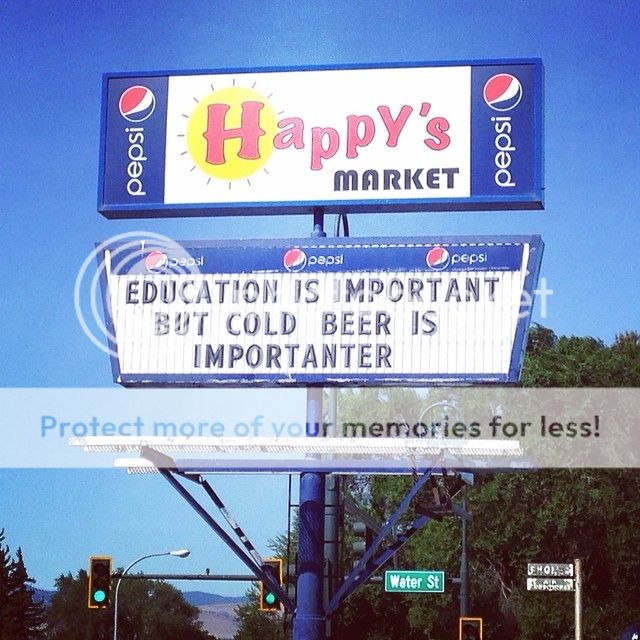 pepsi
Happy's
MARKET
pepsi
pepsi pepsi pepsi
EDUCATION IS IMPORTANT
BUT COLD BEER IS
IMPORTANTER
Protect more of your memories for less!
Water St